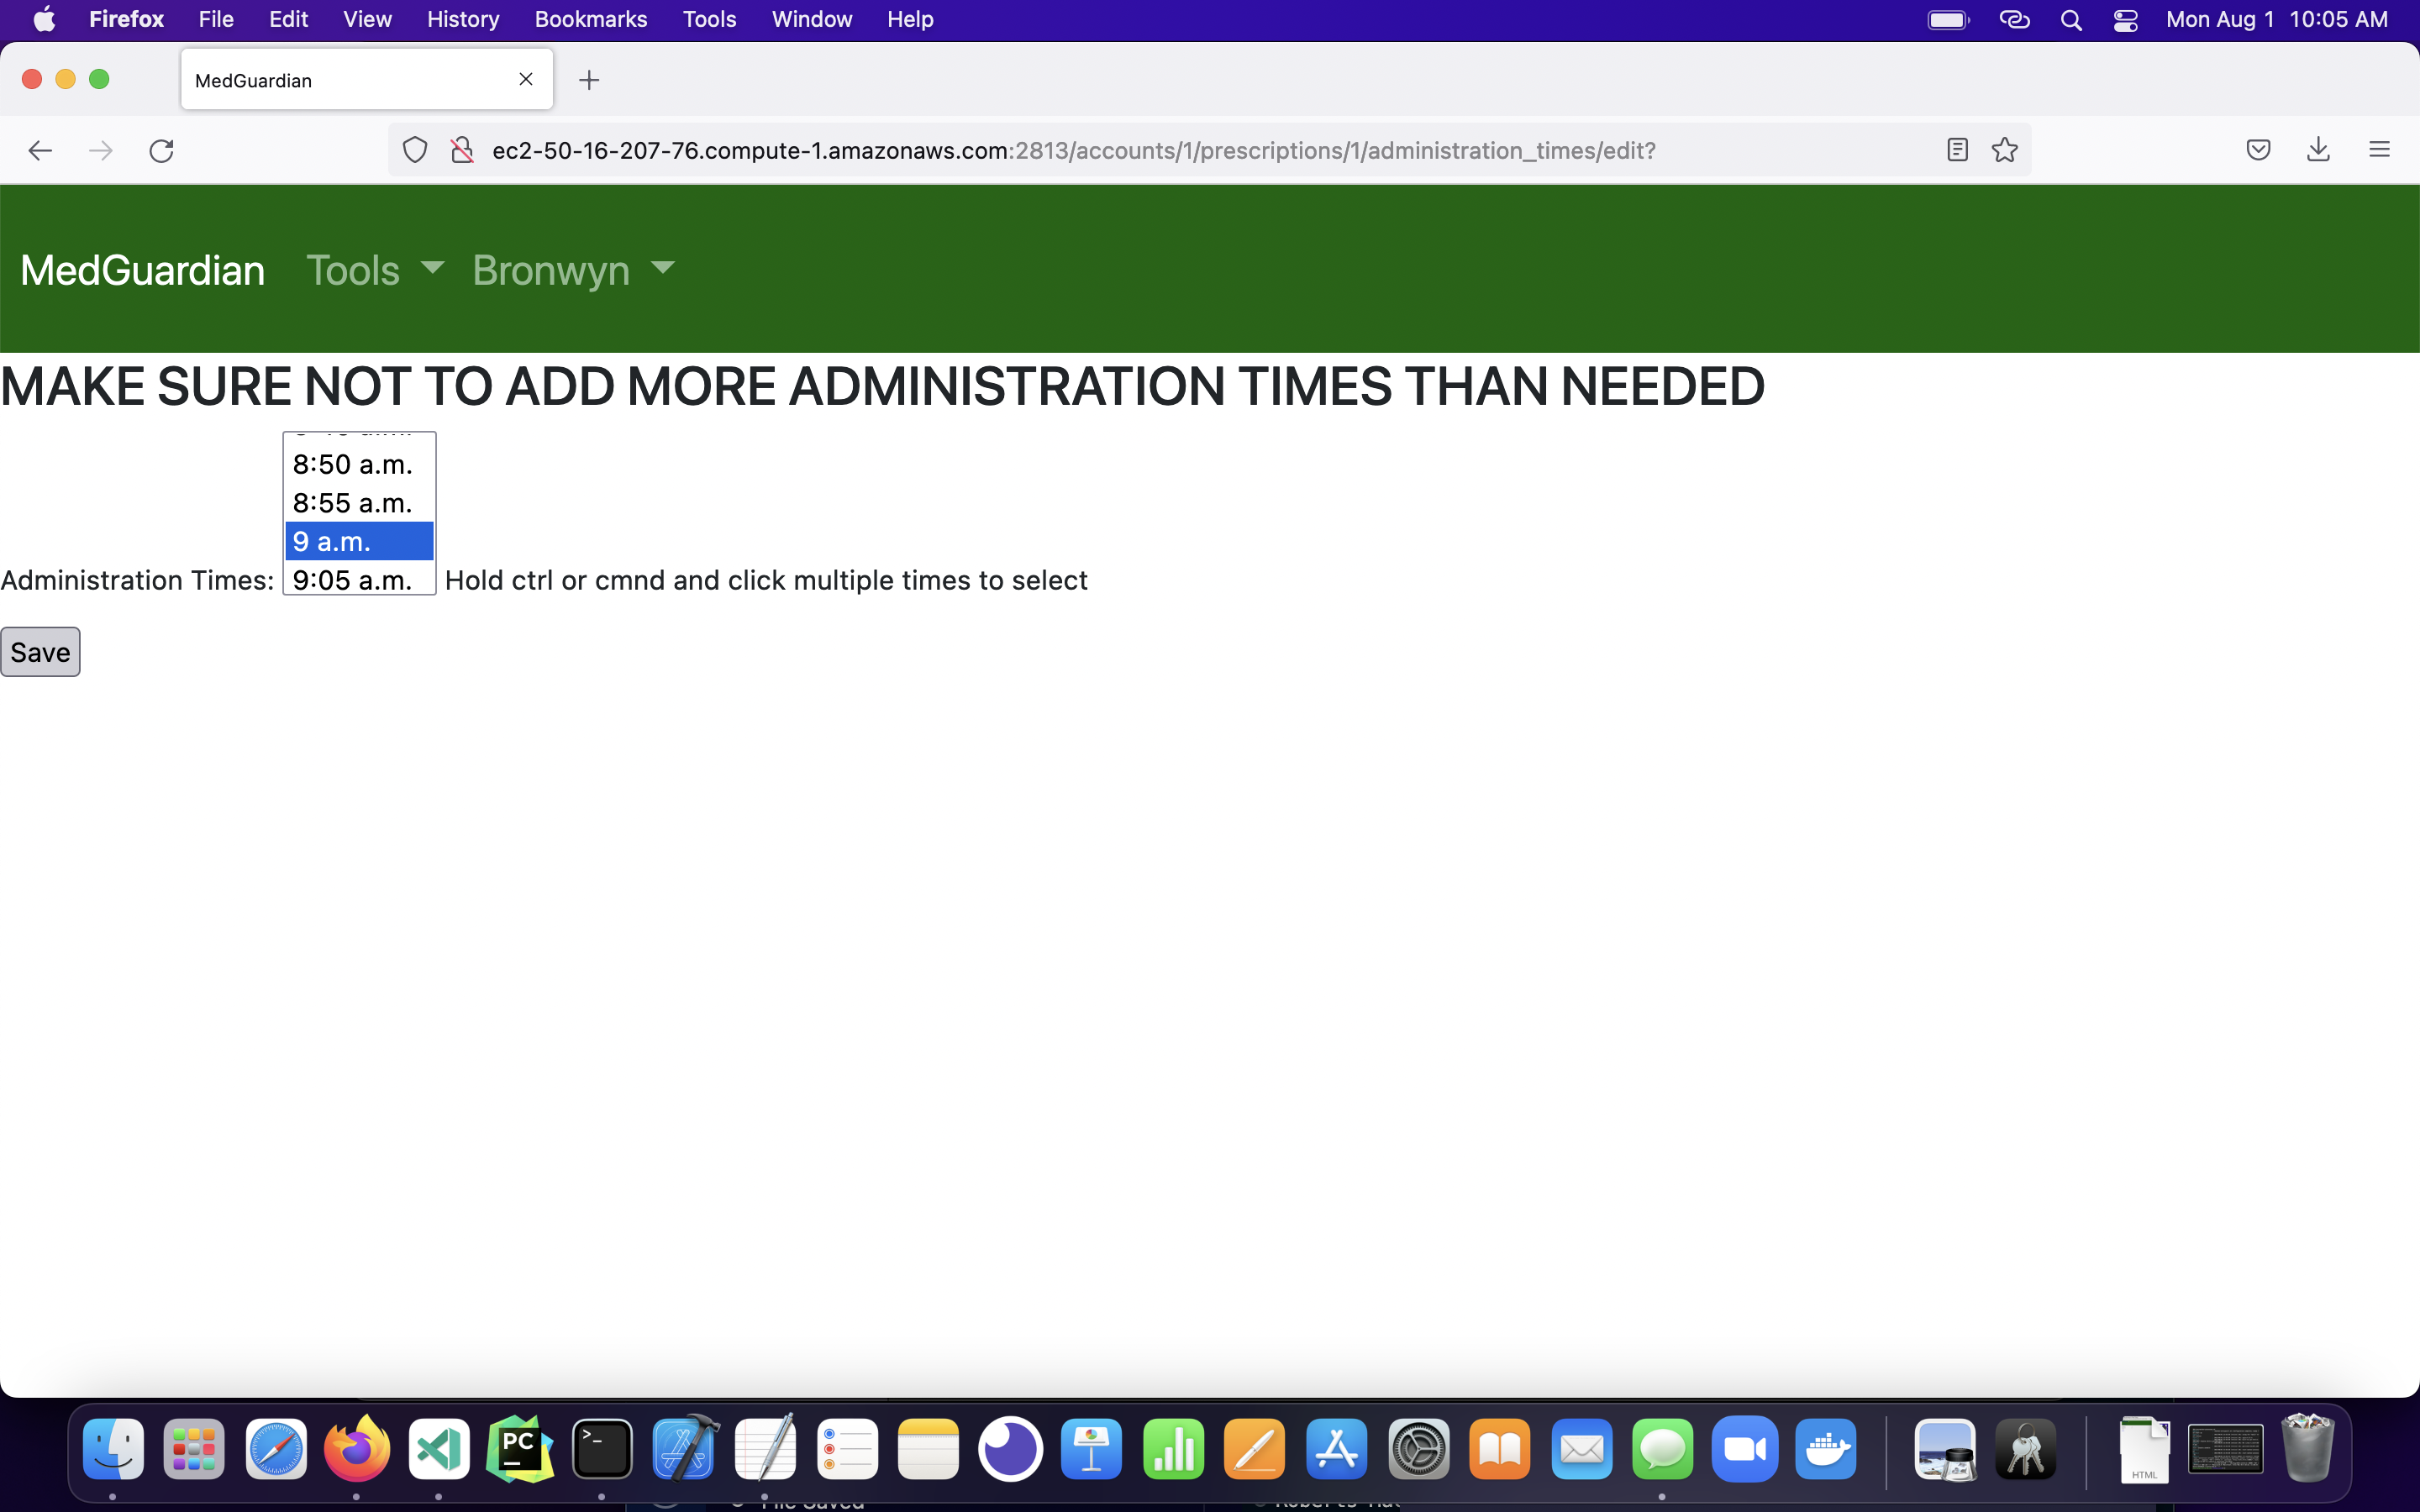 Firefox File Edit View History Bookmarks Tools Window Help Mon Aug 1 10:05 AM
MedGuardian
ec2-50-16-207-76.compute-1.amazonaws.com:2813/accounts/1/prescriptions/1/administration_times/edit?
MedGuardian Tools Bronwyn
MAKE SURE NOT TO ADD MORE ADMINISTRATION TIMES THAN NEEDED
8:50 a.m.
8:55 a.m.
9 a.m.
Administration Times: 9:05 a.m. Hold ctrl or cmnd and click multiple times to select
Save
PC
>_
HTML
File Saved